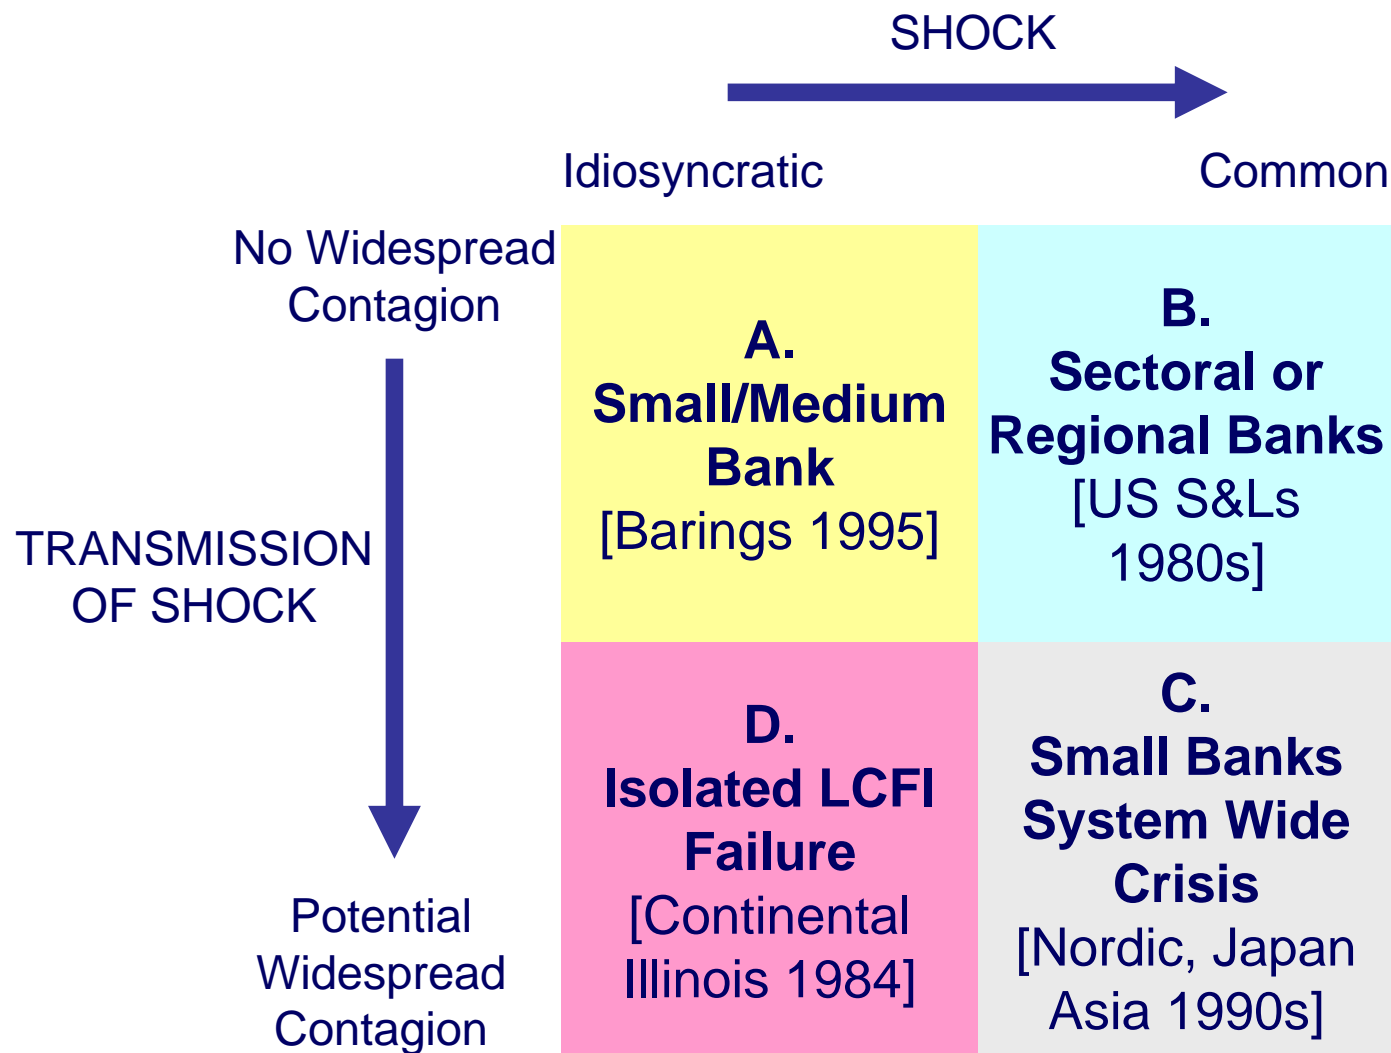 SHOCK
Idiosyncratic
Common
No Widespread
Contagion
TRANSMISSION
OF SHOCK
Potential
Widespread
Contagion
A.
Small/Medium
Bank
[Barings 1995]
B.
Sectoral or
Regional Banks
[US S&Ls
1980s]
D.
Isolated LCFI
Failure
[Continental
Illinois 1984]
C.
Small Banks
System Wide
Crisis
[Nordic, Japan
Asia 1990s]